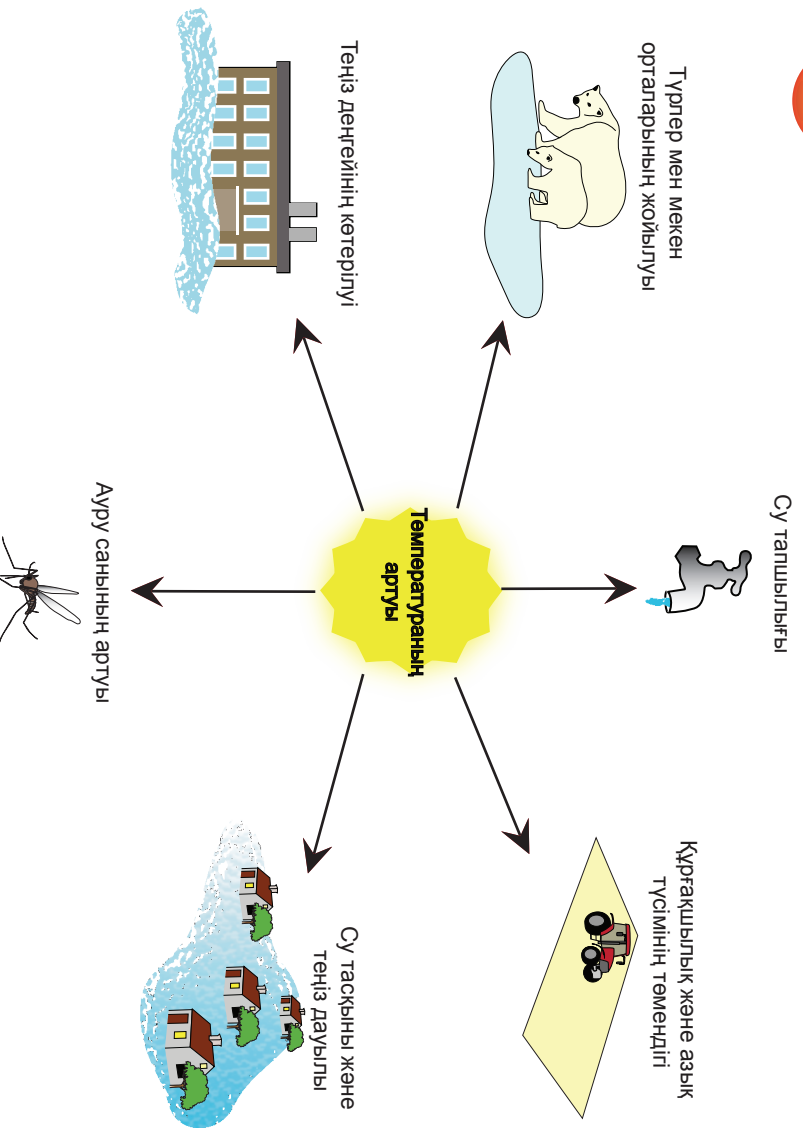 Су тапшылығы
Түрлер мен мекен
орталарының жойылуы
Құрғақшылық және азық
түсімінің төмендігі
Температураның
артуы
Теңіз деңгейінің көтерілуі
Су тасқыны және
теңіз дауылы
Ауру санының артуы